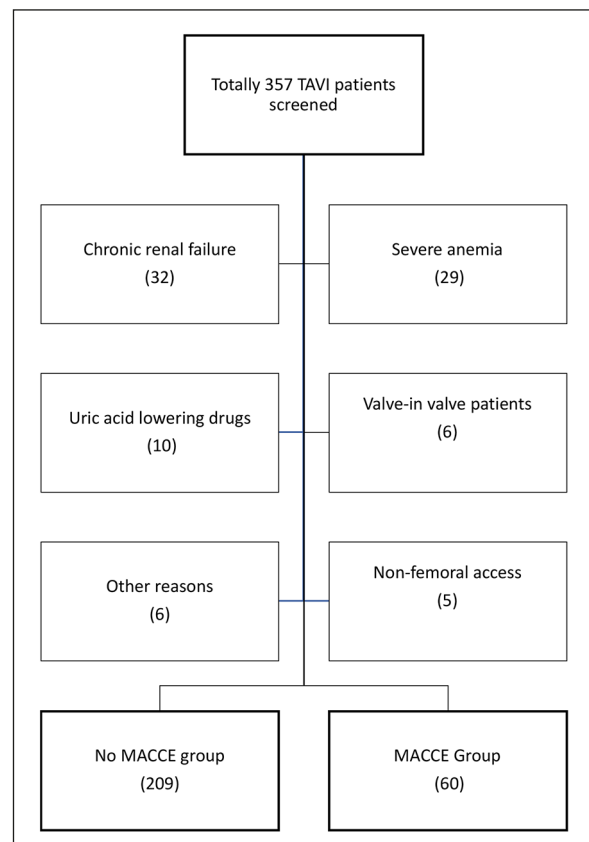 Totally 357 TAVI patients
screened
Chronic renal failure
(32)
Severe anemia
(29)
Uric acid lowering drugs
(10)
Valve-in valve patients
(6)
Other reasons
(6)
Non-femoral access
(5)
No MACCE group
(209)
MACCE Group
(60)